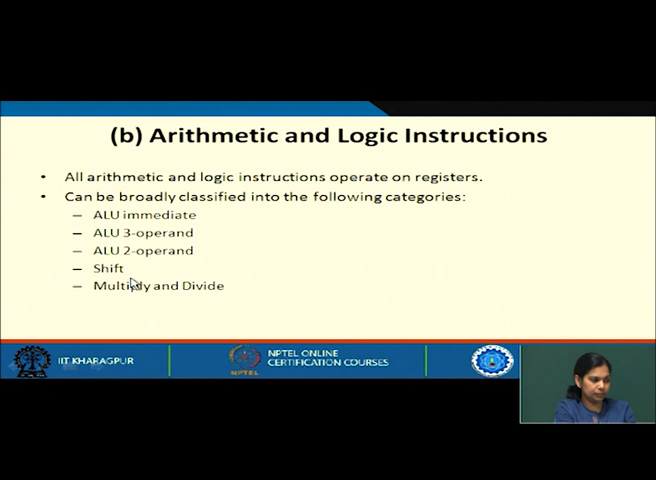 (b) Arithmetic and Logic Instructions
• All arithmetic and logic instructions operate on registers.
• Can be broadly classified into the following categories:
– ALU immediate
– ALU 3-operand
– ALU 2-operand
– Shift
– Multiply and Divide
IIT KHARAGPUR
NPTEL ONLINE
CERTIFICATION COURSES
NPTEL